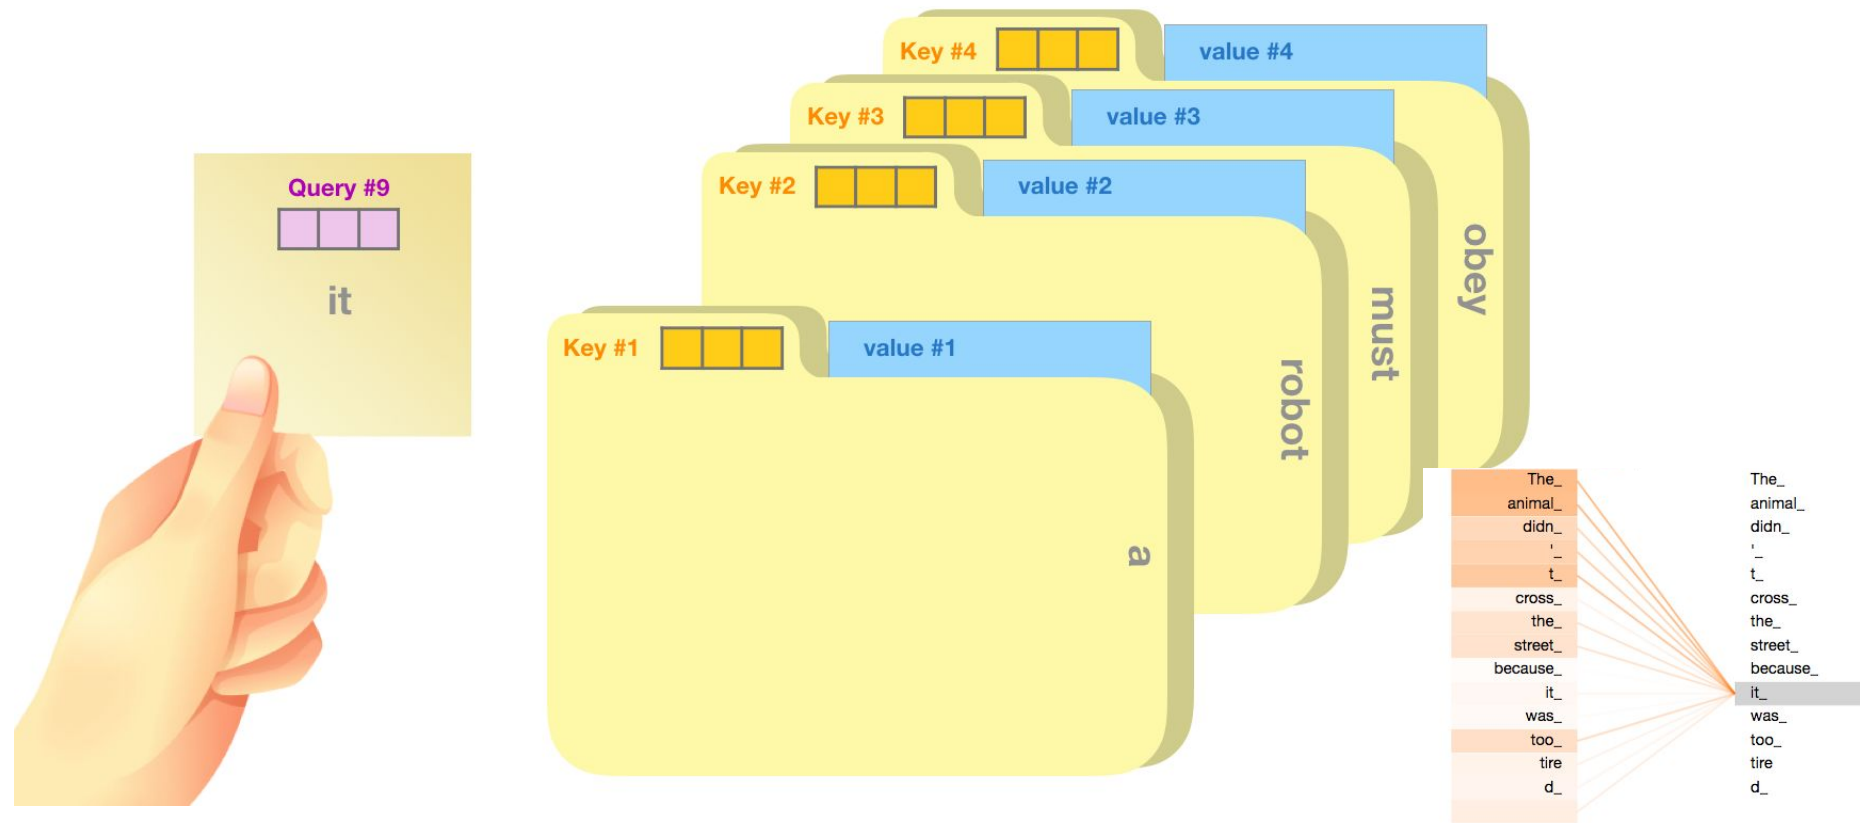 Query #9
it
Key #4
value #4
Key #3
value #3
Key #2
value #2
Key #1
value #1
obey
must
robot
a
The_ The_
animal_ animal_
didn_ didn_
'_ '_
t_ t_
cross_ cross_
the_ the_
street_ street_
because_ because_
it_ it_
was_ was_
too_ too_
tire tire
d_ d_